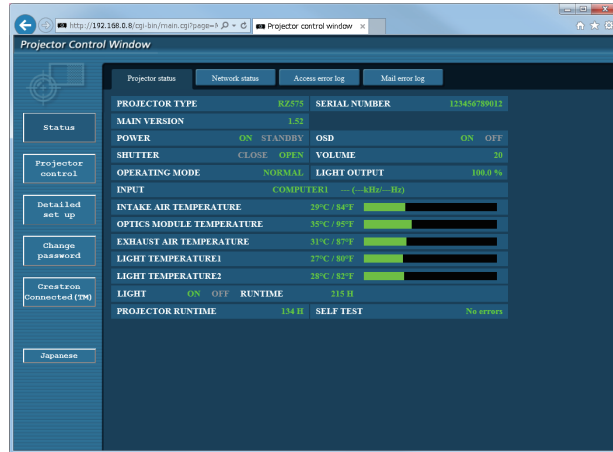 http://192.168.0.8/cgi-bin/main.cgi?page=
Projector control window
Projector Control Window
Projector status Network status Access error log Mail error log
PROJECTOR TYPE RZ575 SERIAL NUMBER 123456789012
MAIN VERSION 1.52
POWER ON STANDBY OSD ON OFF
SHUTTER CLOSE OPEN VOLUME 20
OPERATING MODE NORMAL LIGHT OUTPUT 100.0 %
INPUT COMPUTER1 --- (---kHz/---Hz)
INTAKE AIR TEMPERATURE 29°C / 84°F
OPTICS MODULE TEMPERATURE 35°C / 95°F
EXHAUST AIR TEMPERATURE 31°C / 87°F
LIGHT TEMPERATURE1 27°C / 80°F
LIGHT TEMPERATURE2 28°C / 82°F
LIGHT ON OFF RUNTIME 215 H
PROJECTOR RUNTIME 134 H SELF TEST No errors
Status
Projector
control
Detailed
set up
Change
password
Crestron
Connected(TM)
Japanese